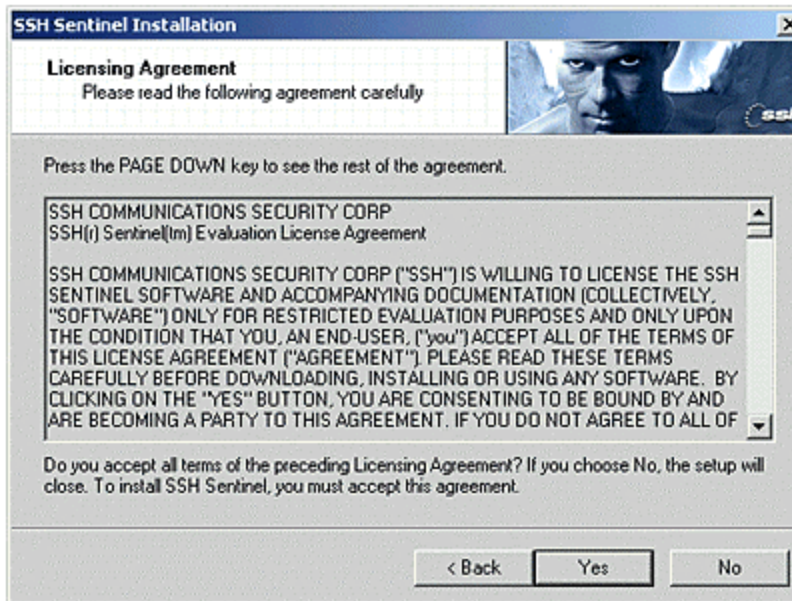 SSH Sentinel Installation
Licensing Agreement
Please read the following agreement carefully
ssh
Press the PAGE DOWN key to see the rest of the agreement.
SSH COMMUNICATIONS SECURITY CORP
SSH(r) Sentinel(tm) Evaluation License Agreement
SSH COMMUNICATIONS SECURITY CORP ("SSH") IS WILLING TO LICENSE THE SSH
SENTINEL SOFTWARE AND ACCOMPANYING DOCUMENTATION (COLLECTIVELY,
"SOFTWARE") ONLY FOR RESTRICTED EVALUATION PURPOSES AND ONLY UPON
THE CONDITION THAT YOU, AN END-USER, ("you") ACCEPT ALL OF THE TERMS OF
THIS LICENSE AGREEMENT ("AGREEMENT"). PLEASE READ THESE TERMS
CAREFULLY BEFORE DOWNLOADING, INSTALLING OR USING ANY SOFTWARE.  BY
CLICKING ON THE "YES" BUTTON, YOU ARE CONSENTING TO BE BOUND BY AND
ARE BECOMING A PARTY TO THIS AGREEMENT. IF YOU DO NOT AGREE TO ALL OF
Do you accept all terms of the preceding Licensing Agreement? If you choose No, the setup will
close. To install SSH Sentinel, you must accept this agreement.
< Back
Yes
No